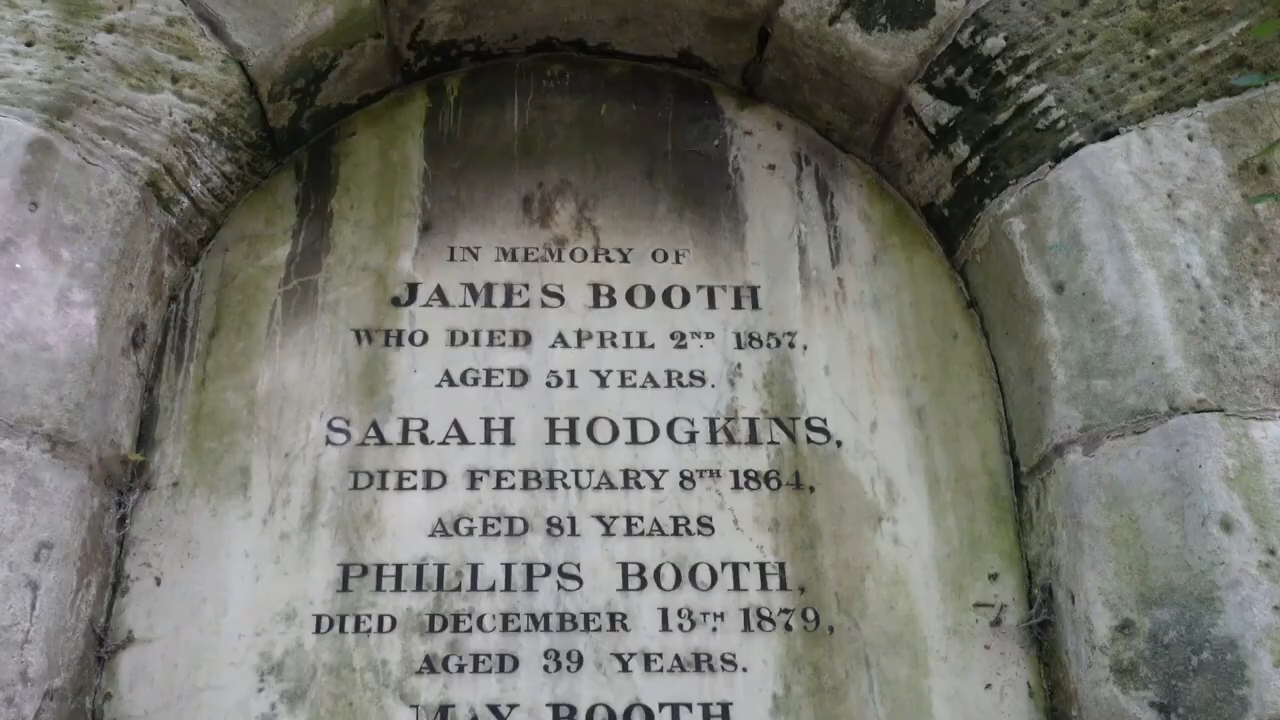 IN MEMORY OF
JAMES BOOTH
WHO DIED APRIL 2ND 1857,
AGED 51 YEARS.
SARAH HODGKINS,
DIED FEBRUARY 8TH 1864,
AGED 81 YEARS
PHILLIPS BOOTH,
DIED DECEMBER 13TH 1879,
AGED 39 YEARS.
MAY BOOTH